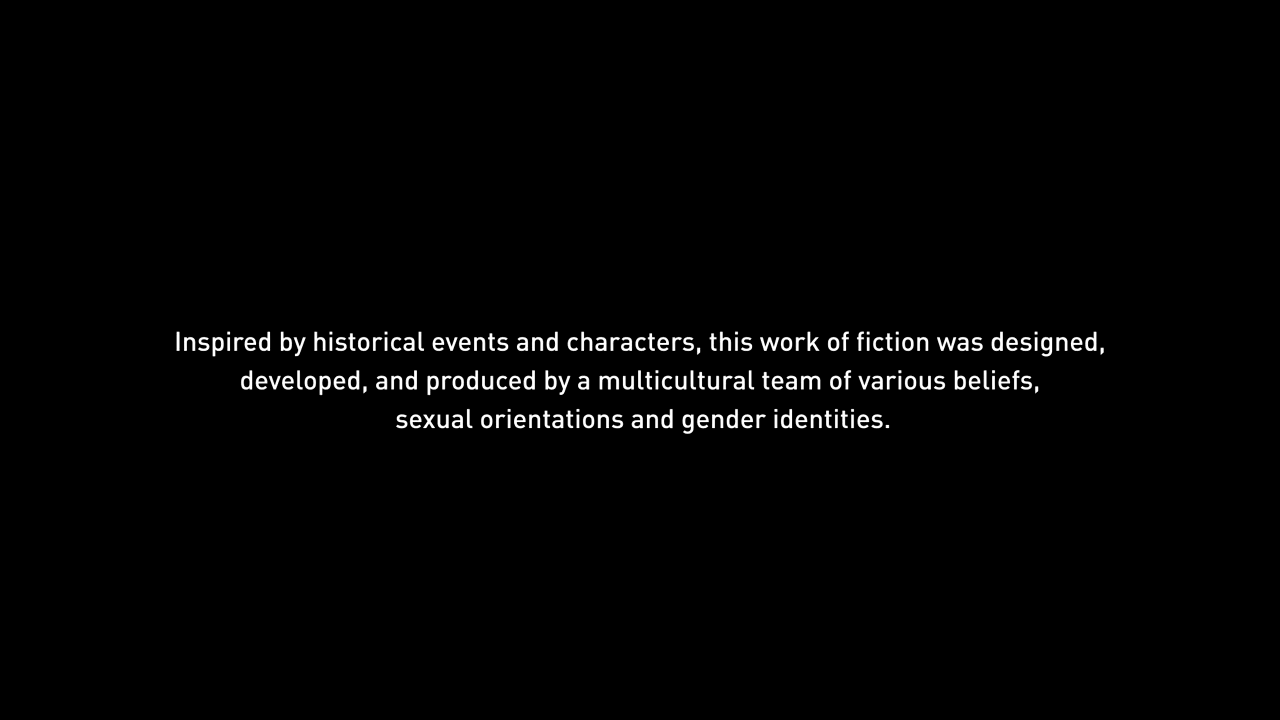 Inspired by historical events and characters, this work of fiction was designed,
developed, and produced by a multicultural team of various beliefs,
sexual orientations and gender identities.